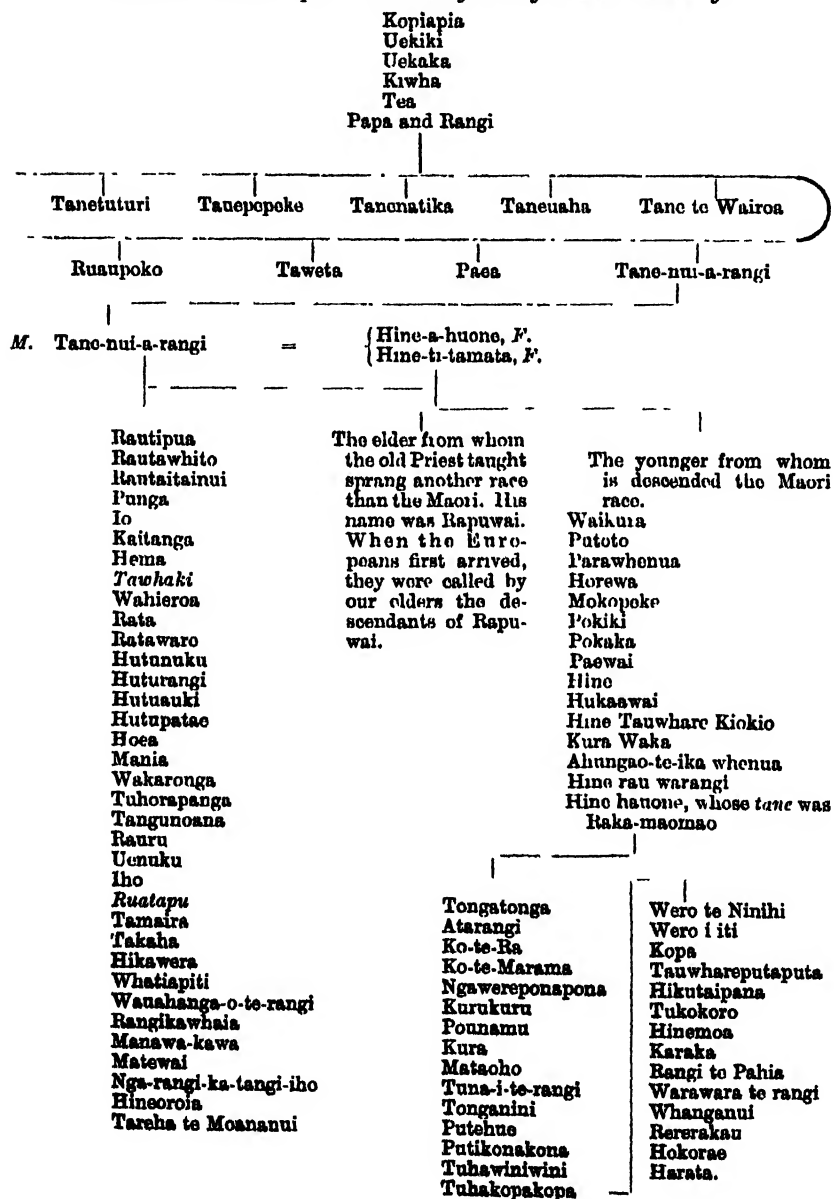 Kopiapia
Uekiki
Uekaka
Kiwha
Tea
Papa and Rangi
Tanetuturi Tanepepeke Tanenatika Taneuaha Tane te Wairoa
Ruaupoko Taweta Paea Tane-nui-a-rangi
M. Tane-nui-a-rangi = {Hine-a-huone, F.
{Hine-ti-tamata, F.
Rautipua
Rautawhito
Rautaitainui
Punga
Io
Kaitanga
Hema
Tawhaki
Wahieroa
Rata
Ratawaro
Hutunuku
Huturangi
Hutuauki
Hutupatae
Hoea
Mania
Wakaronga
Tuhorapanga
Tangunoana
Rauru
Uenuku
Iho
Ruatapu
Tamaira
Takaha
Hikawera
Whatiapiti
Wauahanga-o-te-rangi
Rangikawhaia
Manawa-kawa
Matewai
Nga-rangi-ka-tangi-iho
Hineoroia
Tareha te Moananui
The elder from whom
the old Priest taught
sprang another race
than the Maori. His
name was Rapuwai.
When the Euro-
peans first arrived,
they were called by
our elders the de-
scendants of Rapu-
wai.
The younger from whom
is descended the Maori
race.
Waikura
Patoto
Parawhenua
Horewa
Mokopoke
Pokiki
Pokaka
Paewai
Hine
Hukaawai
Hine Tauwhare Kiokio
Kura Waka
Ahungao-te-ika whenua
Hine rau warangi
Hine hauone, whose tane was
Raka-maomao
Tongatonga
Atarangi
Ko-te-Ra
Ko-te-Marama
Ngawereponapona
Kurukuru
Pounamu
Kura
Mataoho
Tuna-i-te-rangi
Tonganini
Putehue
Putikonakona
Tuhawiniwini
Tuhakopakopa
Wero te Ninihi
Wero i iti
Kopa
Tauwhareputaputa
Hikutaipana
Tukokoro
Hinemoa
Karaka
Rangi te Pahia
Warawara te rangi
Whanganui
Rererakau
Hokorae
Harata.